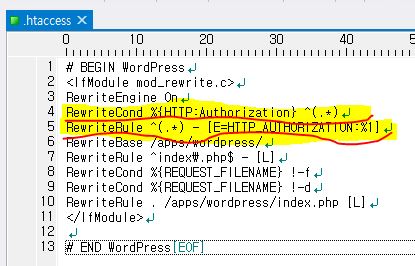 .htaccess
0 10 20 30 40 50
1 # BEGIN WordPress
2 <IfModule mod_rewrite.c>
3 RewriteEngine On
4 RewriteCond %{HTTP:Authorization} ^(.*)
5 RewriteRule ^(.*) - [E=HTTP_AUTHORIZATION:%1]
6 RewriteBase /apps/wordpress/
7 RewriteRule ^index₩.php$ - [L]
8 RewriteCond %{REQUEST_FILENAME} !-f
9 RewriteCond %{REQUEST_FILENAME} !-d
10 RewriteRule . /apps/wordpress/index.php [L]
11 </IfModule>
12
13 # END WordPress[EOF]